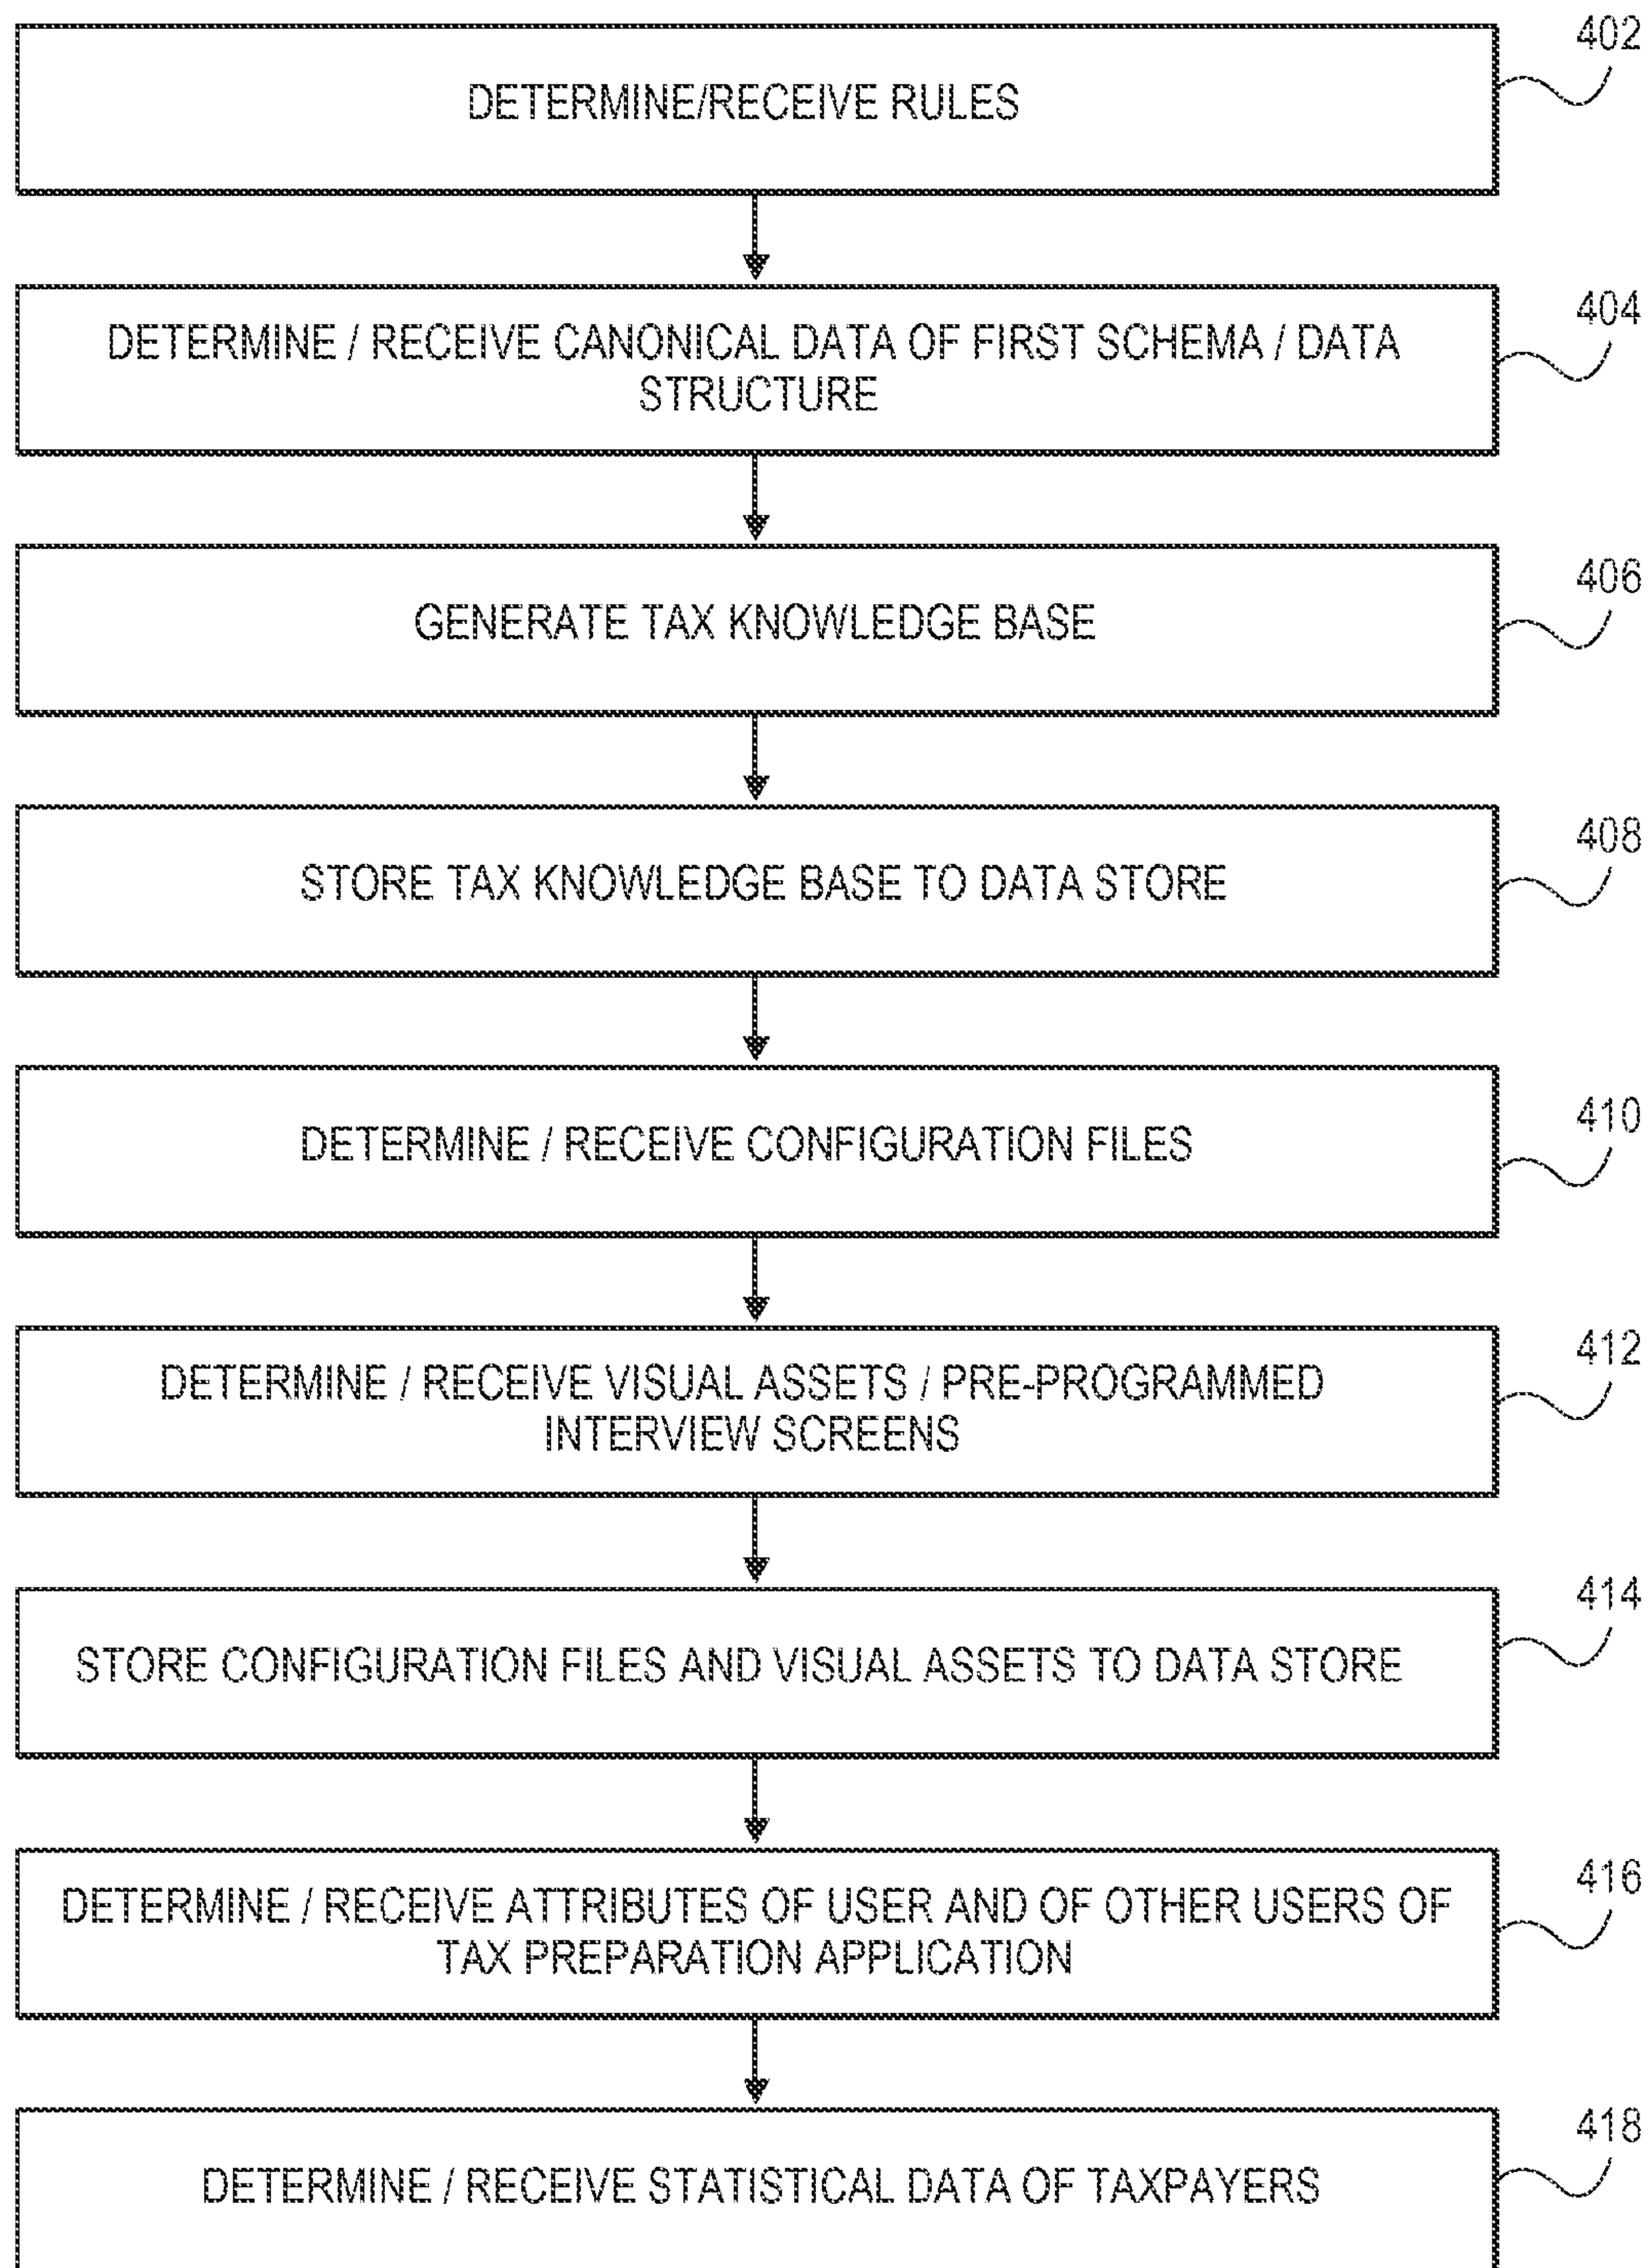 402
DETERMINE/RECEIVE RULES
404
DETERMINE / RECEIVE CANONICAL DATA OF FIRST SCHEMA / DATA
STRUCTURE
406
GENERATE TAX KNOWLEDGE BASE
408
STORE TAX KNOWLEDGE BASE TO DATA STORE
410
DETERMINE / RECEIVE CONFIGURATION FILES
412
DETERMINE / RECEIVE VISUAL ASSETS / PRE-PROGRAMMED
INTERVIEW SCREENS
414
STORE CONFIGURATION FILES AND VISUAL ASSETS TO DATA STORE
416
DETERMINE / RECEIVE ATTRIBUTES OF USER AND OF OTHER USERS OF
TAX PREPARATION APPLICATION
418
DETERMINE / RECEIVE STATISTICAL DATA OF TAXPAYERS